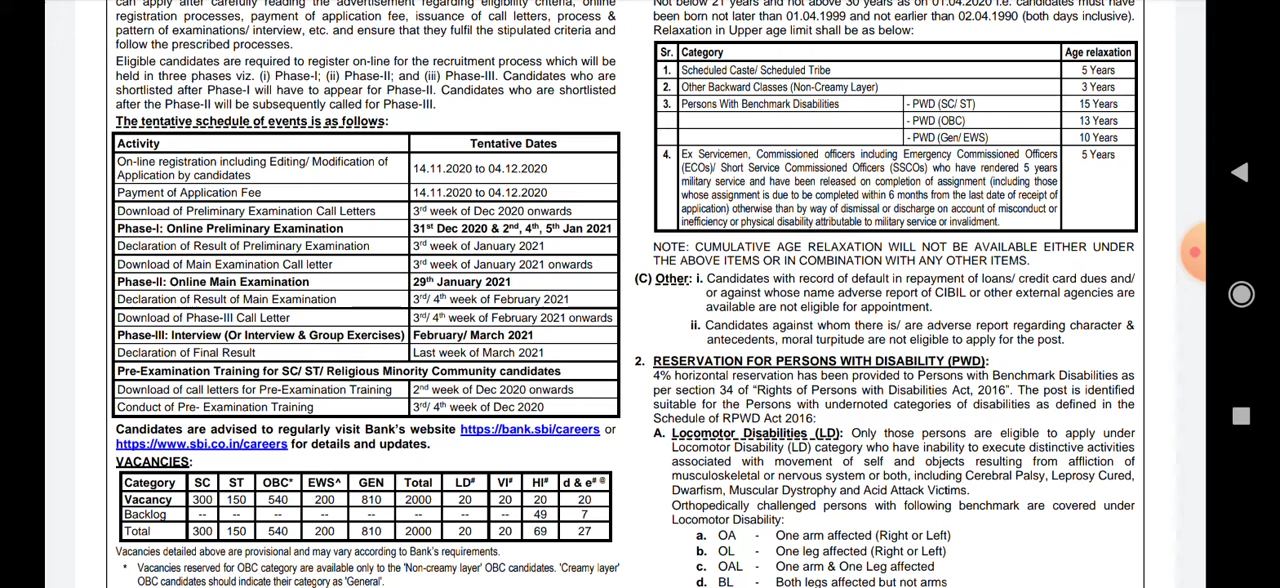 can apply after carefully reading the advertisement regarding eligibility criteria, online
registration processes, payment of application fee, issuance of call letters, process &
pattern of examinations/ interview, etc. and ensure that they fulfil the stipulated criteria and
follow the prescribed processes.
Eligible candidates are required to register on-line for the recruitment process which will be
held in three phases viz. (i) Phase-I; (ii) Phase-II; and (iii) Phase-III. Candidates who are
shortlisted after Phase-I will have to appear for Phase-II. Candidates who are shortlisted
after the Phase-II will be subsequently called for Phase-III.
The tentative schedule of events is as follows:
Activity Tentative Dates
On-line registration including Editing/ Modification of
Application by candidates 14.11.2020 to 04.12.2020
Payment of Application Fee 14.11.2020 to 04.12.2020
Download of Preliminary Examination Call Letters 3rd week of Dec 2020 onwards
Phase-I: Online Preliminary Examination 31st Dec 2020 & 2nd, 4th, 5th Jan 2021
Declaration of Result of Preliminary Examination 3rd week of January 2021
Download of Main Examination Call letter 3rd week of January 2021 onwards
Phase-II: Online Main Examination 29th January 2021
Declaration of Result of Main Examination 3rd/ 4th week of February 2021
Download of Phase-III Call Letter 3rd/ 4th week of February 2021 onwards
Phase-III: Interview (Or Interview & Group Exercises) February/ March 2021
Declaration of Final Result Last week of March 2021
Pre-Examination Training for SC/ ST/ Religious Minority Community candidates
Download of call letters for Pre-Examination Training 2nd week of Dec 2020 onwards
Conduct of Pre- Examination Training 3rd/ 4th week of Dec 2020
Candidates are advised to regularly visit Bank's website https://bank.sbi/careers or
https://www.sbi.co.in/careers for details and updates.
VACANCIES:
Category SC ST OBC* EWS^ GEN Total LD# VI# HI# d & e# @
Vacancy 300 150 540 200 810 2000 20 20 20 20
Backlog -- -- -- -- -- -- -- -- 49 7
Total 300 150 540 200 810 2000 20 20 69 27
Vacancies detailed above are provisional and may vary according to Bank's requirements.
* Vacancies reserved for OBC category are available only to the 'Non-creamy layer' OBC candidates. 'Creamy layer'
OBC candidates should indicate their category as 'General'.
Not below 21 years and not above 30 years as on 01.04.2020 i.e. candidates must have
been born not later than 01.04.1999 and not earlier than 02.04.1990 (both days inclusive).
Relaxation in Upper age limit shall be as below:
Sr. Category Age relaxation
1. Scheduled Caste/ Scheduled Tribe 5 Years
2. Other Backward Classes (Non-Creamy Layer) 3 Years
3. Persons With Benchmark Disabilities - PWD (SC/ ST) 15 Years
- PWD (OBC) 13 Years
- PWD (Gen/ EWS) 10 Years
4. Ex Servicemen, Commissioned officers including Emergency Commissioned Officers 5 Years
(ECOs)/ Short Service Commissioned Officers (SSCOs) who have rendered 5 years
military service and have been released on completion of assignment (including those
whose assignment is due to be completed within 6 months from the last date of receipt of
application) otherwise than by way of dismissal or discharge on account of misconduct or
inefficiency or physical disability attributable to military service or invalidment.
NOTE: CUMULATIVE AGE RELAXATION WILL NOT BE AVAILABLE EITHER UNDER
THE ABOVE ITEMS OR IN COMBINATION WITH ANY OTHER ITEMS.
(C) Other: i. Candidates with record of default in repayment of loans/ credit card dues and/
or against whose name adverse report of CIBIL or other external agencies are
available are not eligible for appointment.
ii. Candidates against whom there is/ are adverse report regarding character &
antecedents, moral turpitude are not eligible to apply for the post.
2. RESERVATION FOR PERSONS WITH DISABILITY (PWD):
4% horizontal reservation has been provided to Persons with Benchmark Disabilities as
per section 34 of "Rights of Persons with Disabilities Act, 2016". The post is identified
suitable for the Persons with undernoted categories of disabilities as defined in the
Schedule of RPWD Act 2016:
A. Locomotor Disabilities (LD): Only those persons are eligible to apply under
Locomotor Disability (LD) category who have inability to execute distinctive activities
associated with movement of self and objects resulting from affliction of
musculoskeletal or nervous system or both, including Cerebral Palsy, Leprosy Cured,
Dwarfism, Muscular Dystrophy and Acid Attack Victims.
Orthopedically challenged persons with following benchmark are covered under
Locomotor Disability:
a. OA - One arm affected (Right or Left)
b. OL - One leg affected (Right or Left)
c. OAL - One arm & One Leg affected
d. BL - Both legs affected but not arms